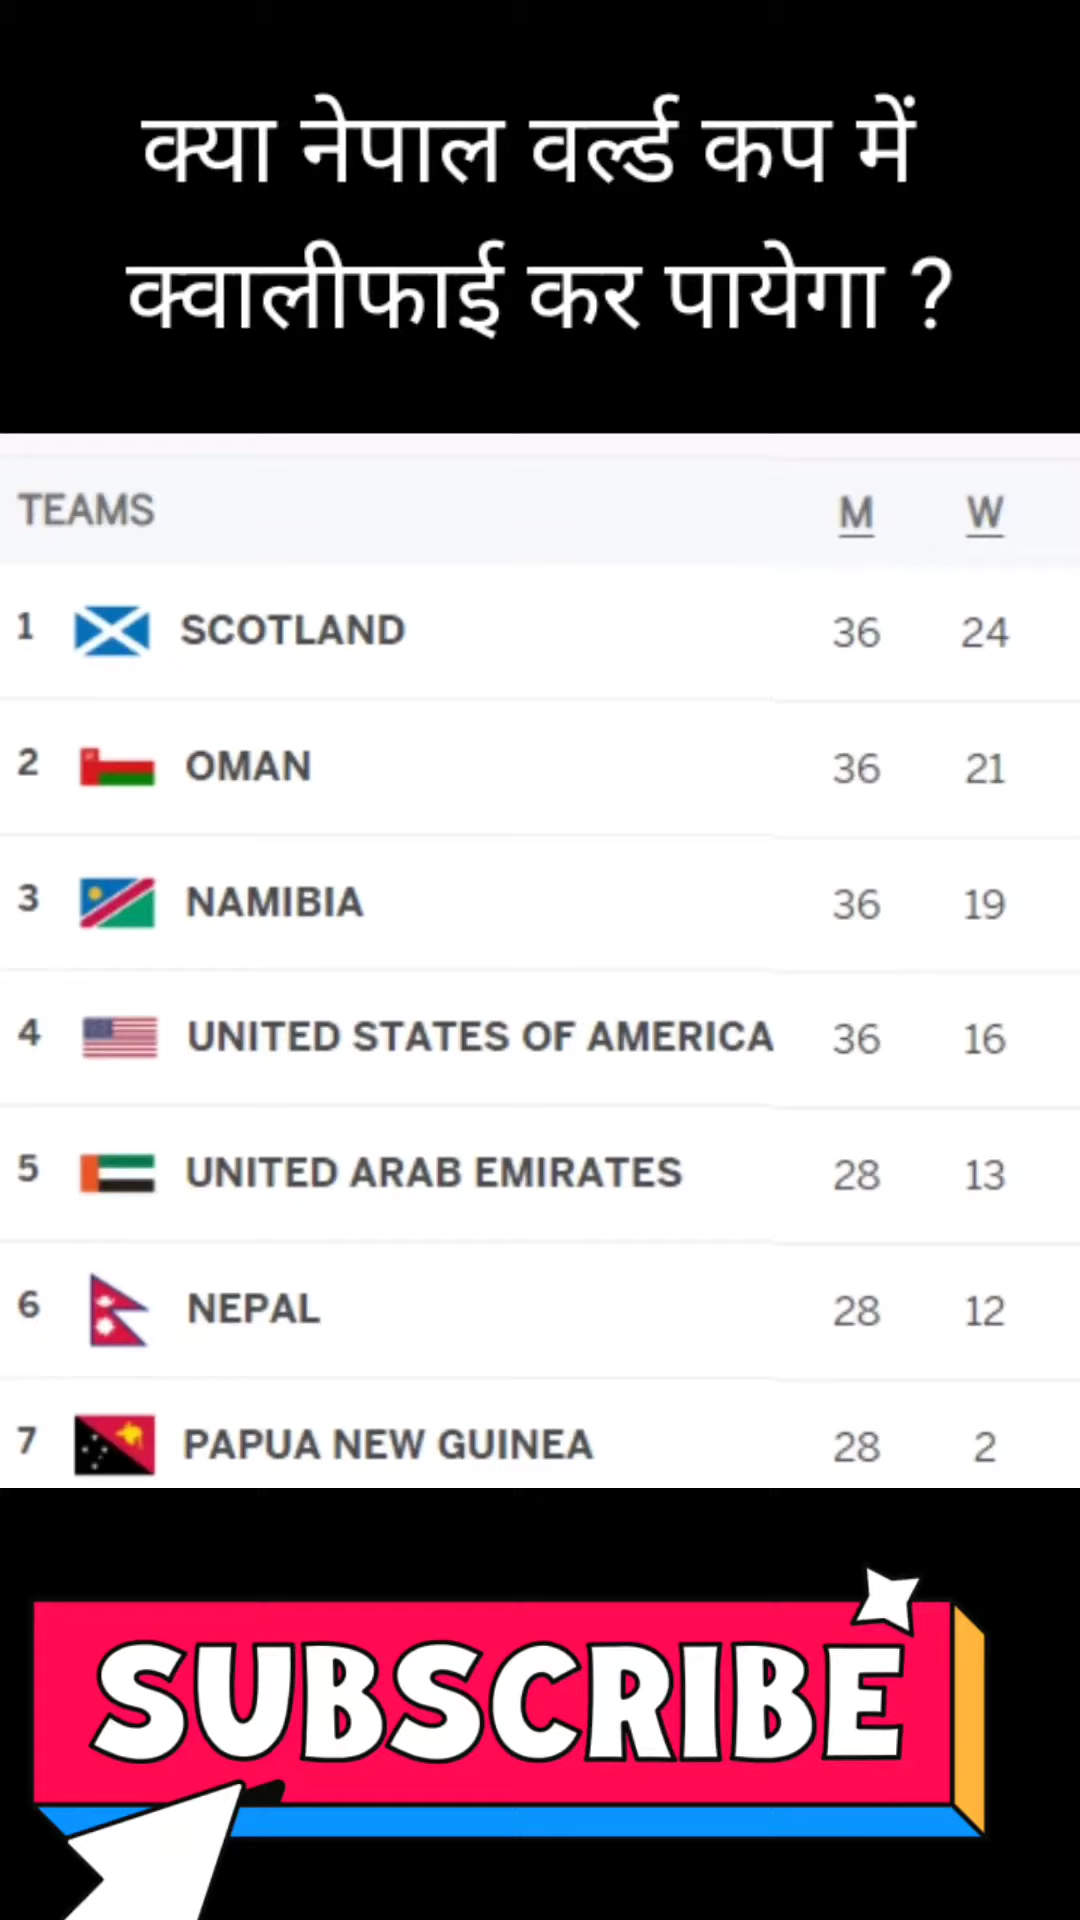 क्या नेपाल वर्ल्ड कप में
क्वालीफाई कर पायेगा ?
TEAMS M W
1 SCOTLAND 36 24
2 OMAN 36 21
3 NAMIBIA 36 19
4 UNITED STATES OF AMERICA 36 16
5 UNITED ARAB EMIRATES 28 13
6 NEPAL 28 12
7 PAPUA NEW GUINEA 28 2
SUBSCRIBE